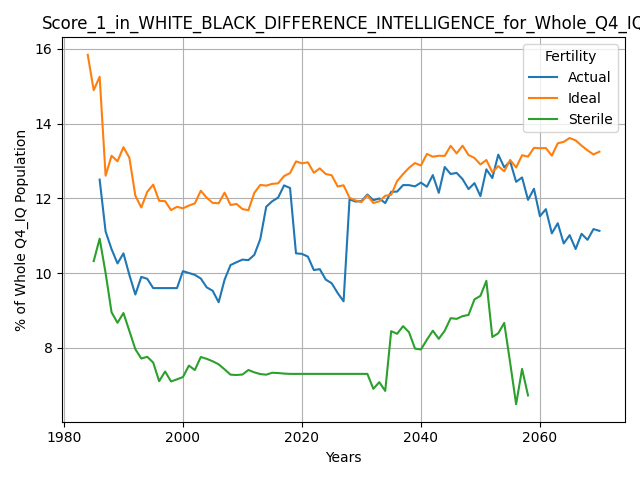 Score_1_in_WHITE_BLACK_DIFFERENCE_INTELLIGENCE_for_Whole_Q4_IQ
Fertility
Actual
Ideal
Sterile
% of Whole Q4_IQ Population
16
14
12
10
8
1980
2000
2020
2040
2060
Years